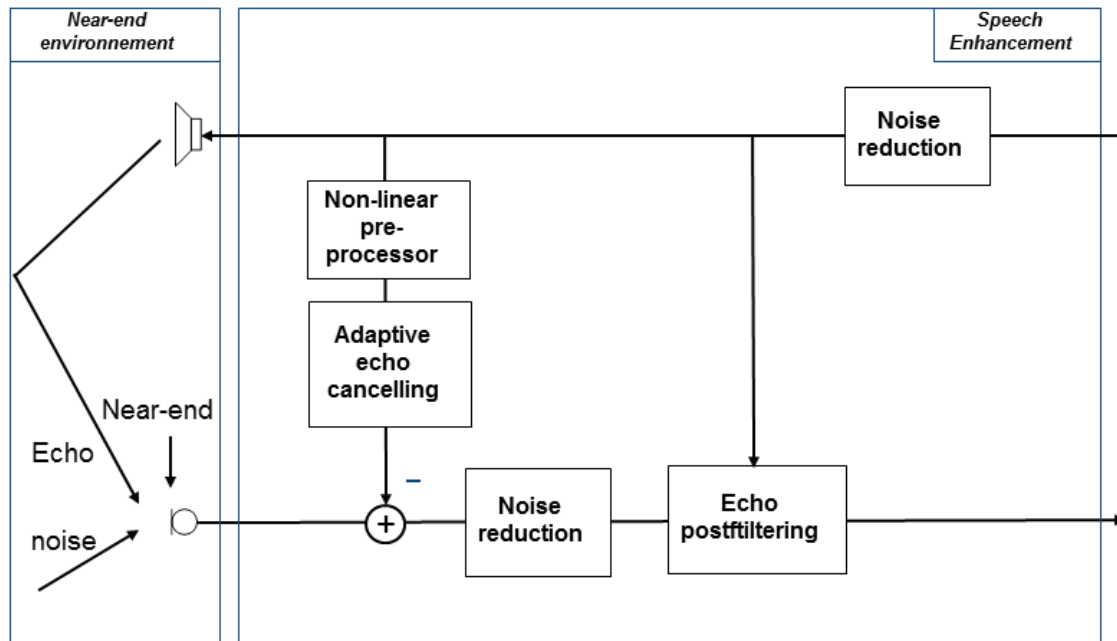 Near-end
environnement
Speech
Enhancement
Noise
reduction
Non-linear
pre-
processor
Adaptive
echo
cancelling
Near-end
Echo
noise
–
+
Noise
reduction
Echo
postftiltering